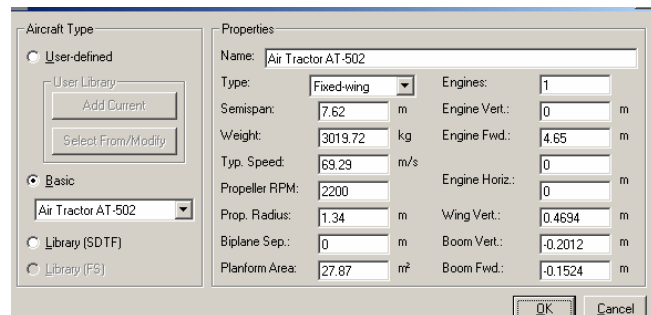 Aircraft Type
User-defined
User Library
Add Current
Select From/Modify
Basic
Air Tractor AT-502
Library (SDTF)
Library (FS)
Properties
Name: Air Tractor AT-502
Type: Fixed-wing Engines: 1
Semispan: 7.62 m Engine Vert.: 0 m
Weight: 3019.72 kg Engine Fwd.: 4.65 m
Typ. Speed: 69.29 m/s 0
Propeller RPM: 2200 Engine Horiz.: 0 m
Prop. Radius: 1.34 m Wing Vert.: 0.4694 m
Biplane Sep.: 0 m Boom Vert.: -0.2012 m
Planform Area: 27.87 m² Boom Fwd.: -0.1524 m
OK Cancel